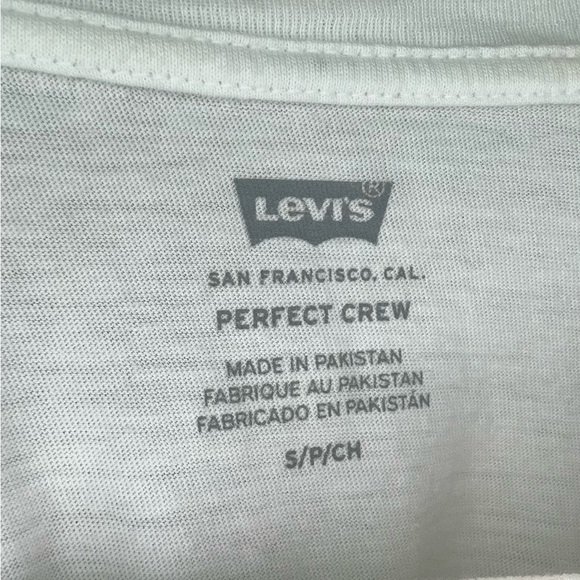 Levi's®
SAN FRANCISCO, CAL.
PERFECT CREW
MADE IN PAKISTAN
FABRIQUE AU PAKISTAN
FABRICADO EN PAKISTÁN
S/P/CH